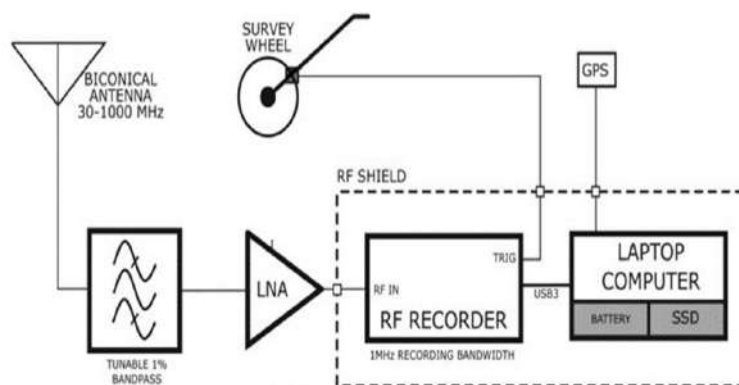 SURVEY
WHEEL
BICONICAL
ANTENNA
30-1000 MHz
GPS
RF SHIELD
LNA
TRIG
RF IN
RF RECORDER
USB3
LAPTOP
COMPUTER
BATTERY
SSD
TUNABLE 1%
BANDPASS
1MHz RECORDING BANDWIDTH